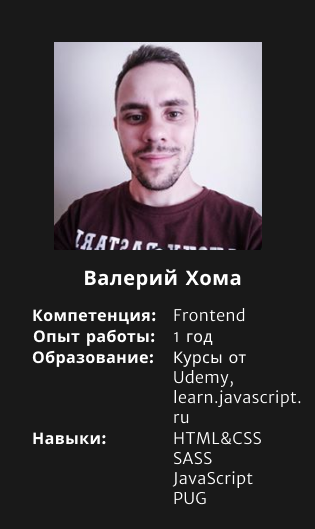 Валерий Хома
Компетенция: Frontend
Опыт работы: 1 год
Образование: Курсы от
Udemy,
learn.javascript.
ru
Навыки: HTML&CSS
SASS
JavaScript
PUG